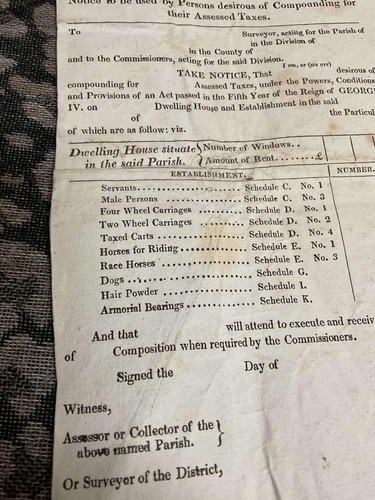 Notice to be used by Persons desirous of Compounding for
their Assessed Taxes.
To Surveyor, acting for the Parish of
in the Division of
in the County of
and to the Commissioners, acting for the said Division.
I am, or (we are)
TAKE NOTICE, That desirous of
compounding for Assessed Taxes, under the Powers, Conditions
and Provisions of an Act passed in the Fifth Year of the Reign of GEORG
IV. on Dwelling House and Establishment in the said
of the Particul
of which are as follow: viz.
Dwelling House situate { Number of Windows..
in the said Parish. { Amount of Rent........£
ESTABLISHMENT. NUMBER.
Servants.................. Schedule C. No. 1
Male Persons ............ Schedule C. No. 3
Four Wheel Carriages ......... Schedule D. No. 1
Two Wheel Carriages ......... Schedule D. No. 2
Taxed Carts ............... Schedule D. No. 4
Horses for Riding ............ Schedule E. No. 1
Race Horses ............... Schedule E. No. 3
Dogs .................. Schedule G.
Hair Powder ............... Schedule I.
Armorial Bearings............ Schedule K.
And that will attend to execute and receiv
of Composition when required by the Commissioners.
Signed the Day of
Witness,
Assessor or Collector of the }
above named Parish. }
Or Surveyor of the District,